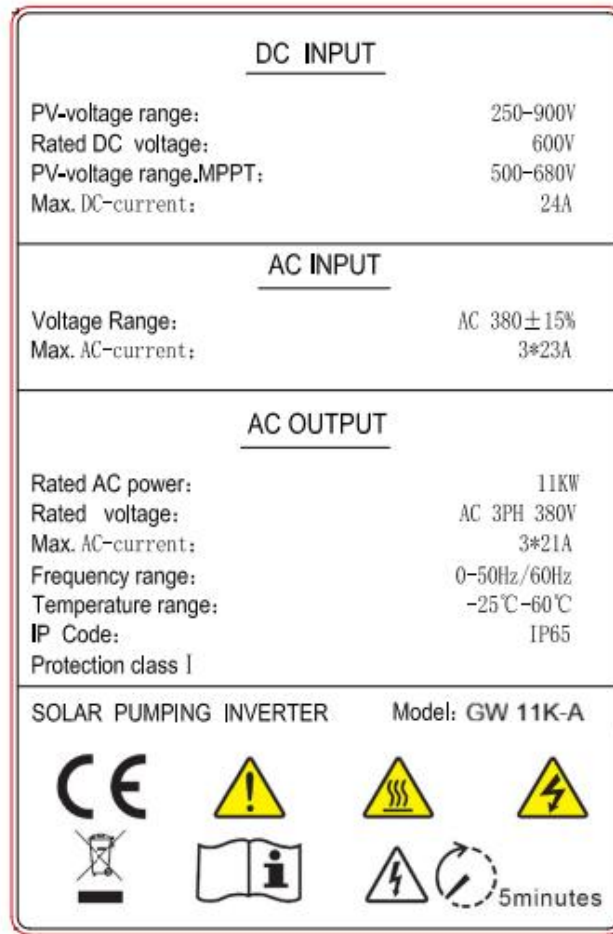 DC INPUT
PV-voltage range: 250-900V
Rated DC voltage: 600V
PV-voltage range.MPPT: 500-680V
Max. DC-current: 24A
AC INPUT
Voltage Range: AC 380±15%
Max. AC-current: 3*23A
AC OUTPUT
Rated AC power: 11KW
Rated voltage: AC 3PH 380V
Max. AC-current: 3*21A
Frequency range: 0-50Hz/60Hz
Temperature range: -25℃-60℃
IP Code: IP65
Protection class I
SOLAR PUMPING INVERTER Model: GW 11K-A
CE
5minutes